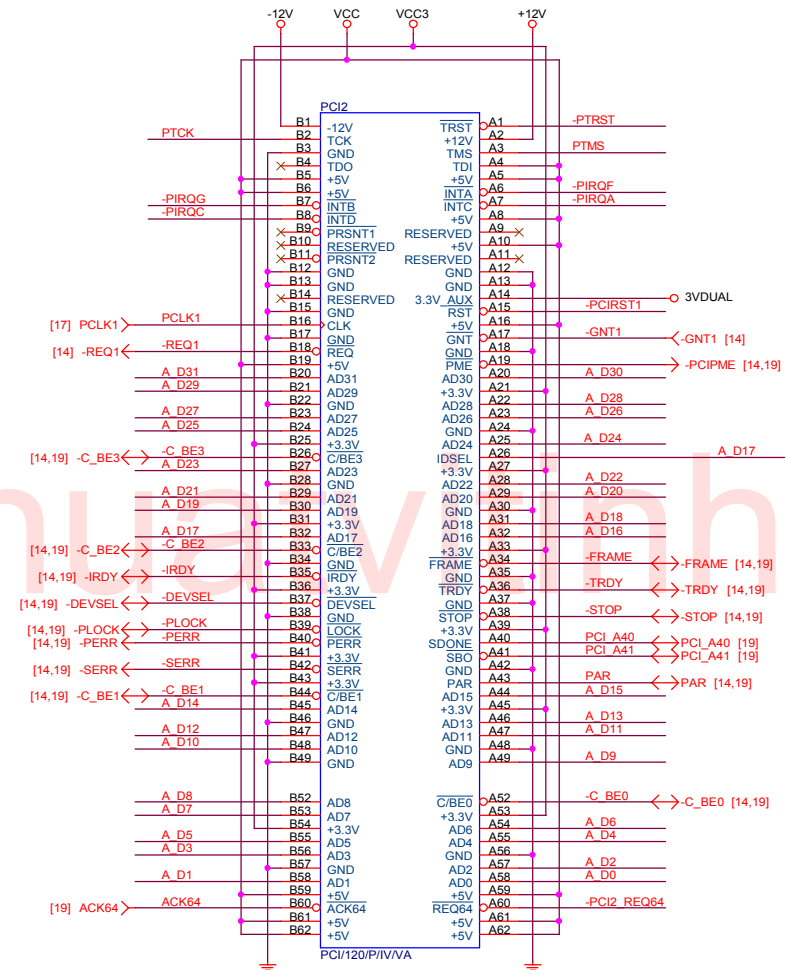 -12V VCC VCC3 +12V
PCI2
B1 -12V TRST A1 -PTRST
PTCK B2 TCK +12V A2
B3 GND TMS A3 PTMS
B4 TDO TDI A4
B5 +5V +5V A5
B6 +5V INTA A6 -PIRQF
-PIRQG B7 INTB INTC A7 -PIRQA
-PIRQC B8 INTD +5V A8
B9 PRSNT1 RESERVED A9
B10 RESERVED +5V A10
B11 PRSNT2 RESERVED A11
B12 GND GND A12
B13 GND GND A13
B14 RESERVED 3.3V_AUX A14 3VDUAL
B15 GND RST A15 -PCIRST1
[17] PCLK1 PCLK1 B16 CLK +5V A16
B17 GND GNT A17 -GNT1 -GNT1 [14]
[14] -REQ1 -REQ1 B18 REQ GND A18
B19 +5V PME A19 -PCIPME [14,19]
A_D31 B20 AD31 AD30 A20 A_D30
A_D29 B21 AD29 +3.3V A21
B22 GND AD28 A22 A_D28
A_D27 B23 AD27 AD26 A23 A_D26
A_D25 B24 AD25 GND A24
B25 +3.3V AD24 A25 A_D24
[14,19] -C_BE3 -C_BE3 B26 C/BE3 IDSEL A26 A_D17
A_D23 B27 AD23 +3.3V A27
B28 GND AD22 A28 A_D22
A_D21 B29 AD21 AD20 A29 A_D20
A_D19 B30 AD19 GND A30
B31 +3.3V AD18 A31 A_D18
A_D17 B32 AD17 AD16 A32 A_D16
[14,19] -C_BE2 -C_BE2 B33 C/BE2 +3.3V A33
B34 GND FRAME A34 -FRAME -FRAME [14,19]
[14,19] -IRDY -IRDY B35 IRDY GND A35
B36 +3.3V TRDY A36 -TRDY -TRDY [14,19]
[14,19] -DEVSEL -DEVSEL B37 DEVSEL GND A37
B38 GND STOP A38 -STOP -STOP [14,19]
[14,19] -PLOCK -PLOCK B39 LOCK +3.3V A39
[14,19] -PERR -PERR B40 PERR SDONE A40 PCI_A40 PCI_A40 [19]
B41 +3.3V SBO A41 PCI_A41 PCI_A41 [19]
[14,19] -SERR -SERR B42 SERR GND A42
B43 +3.3V PAR A43 PAR PAR [14,19]
[14,19] -C_BE1 -C_BE1 B44 C/BE1 AD15 A44 A_D15
A_D14 B45 AD14 +3.3V A45
B46 GND AD13 A46 A_D13
A_D12 B47 AD12 AD11 A47 A_D11
A_D10 B48 AD10 GND A48
B49 GND AD9 A49 A_D9
A_D8 B52 AD8 C/BE0 A52 -C_BE0 -C_BE0 [14,19]
A_D7 B53 AD7 +3.3V A53
B54 +3.3V AD6 A54 A_D6
A_D5 B55 AD5 AD4 A55 A_D4
A_D3 B56 AD3 GND A56
B57 GND AD2 A57 A_D2
A_D1 B58 AD1 AD0 A58 A_D0
B59 +5V +5V A59
[19] ACK64 ACK64 B60 ACK64 REQ64 A60 -PCI2_REQ64
B61 +5V +5V A61
B62 +5V +5V A62
PCI/120/P/IV/VA